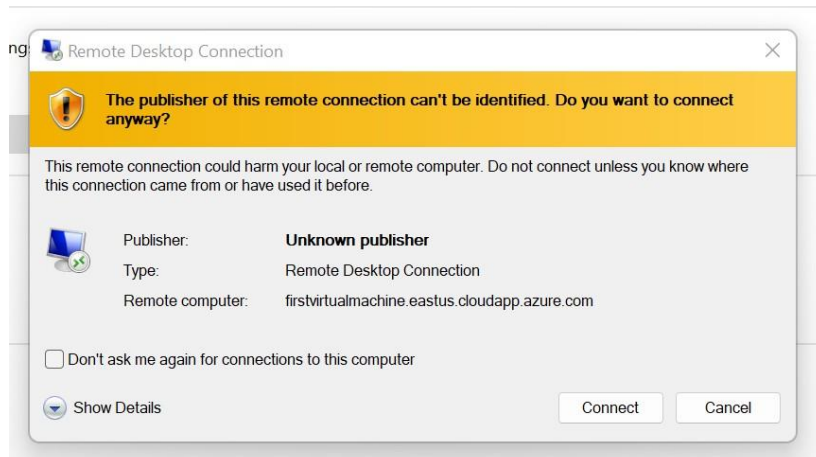 ng
Remote Desktop Connection
The publisher of this remote connection can't be identified. Do you want to connect
anyway?
This remote connection could harm your local or remote computer. Do not connect unless you know where
this connection came from or have used it before.
Publisher: Unknown publisher
Type: Remote Desktop Connection
Remote computer: firstvirtualmachine.eastus.cloudapp.azure.com
Don't ask me again for connections to this computer
Show Details Connect Cancel